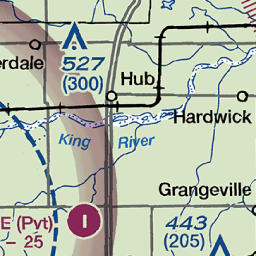 erdale
527
(300)
Hub
Hardwick
King River
Grangeville
E (Pvt)
– 25
I
443
(205)